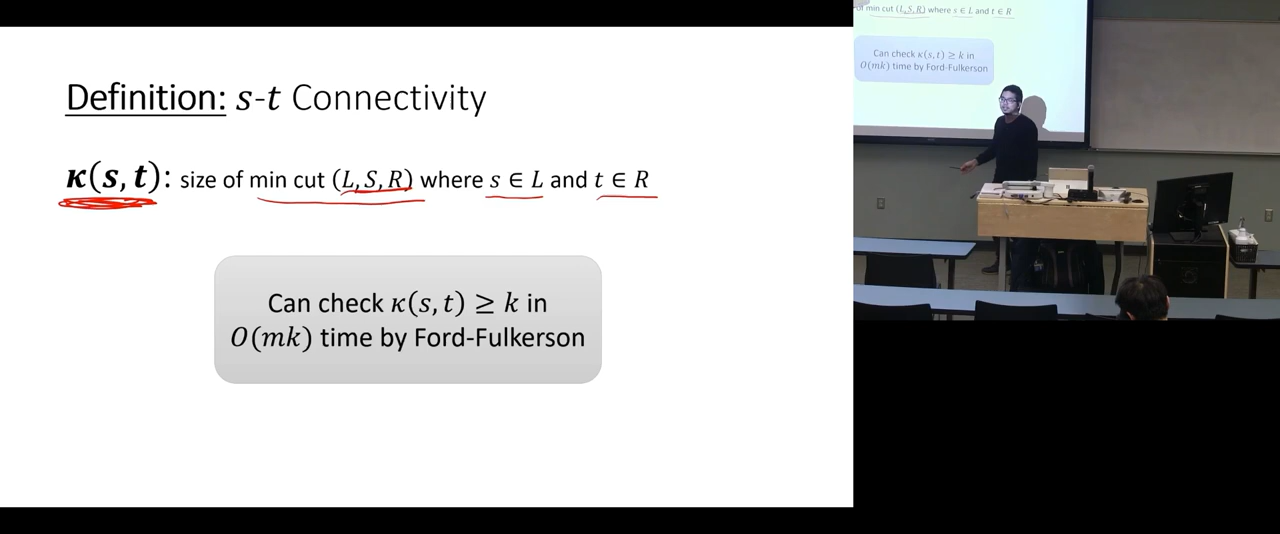 Definition: s-t Connectivity
κ(s, t): size of min cut (L, S, R) where s ∈ L and t ∈ R
Can check κ(s, t) ≥ k in
O(mk) time by Ford-Fulkerson
of min cut (L, S, R) where s ∈ L and t ∈ R
Can check κ(s, t) ≥ k in
O(mk) time by Ford-Fulkerson